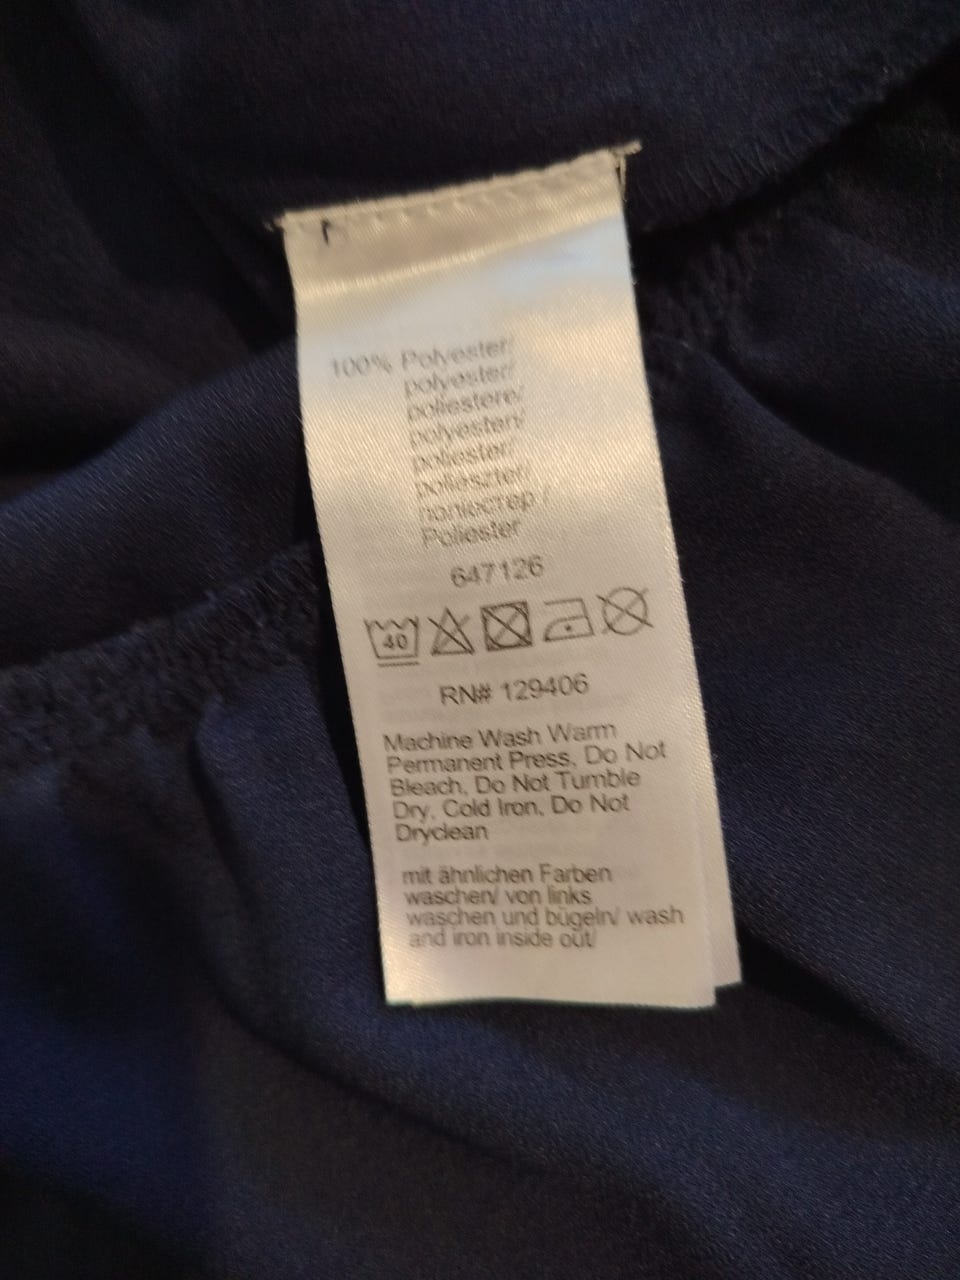 100% Polyester/
polyester/
poliestere/
polyesteri/
poliester/
poliészter/
полиестер /
Poliester
647126
40
RN# 129406
Machine Wash Warm
Permanent Press, Do Not
Bleach, Do Not Tumble
Dry, Cold Iron, Do Not
Dryclean
mit ähnlichen Farben
waschen/ von links
waschen und bügeln/ wash
and iron inside out/